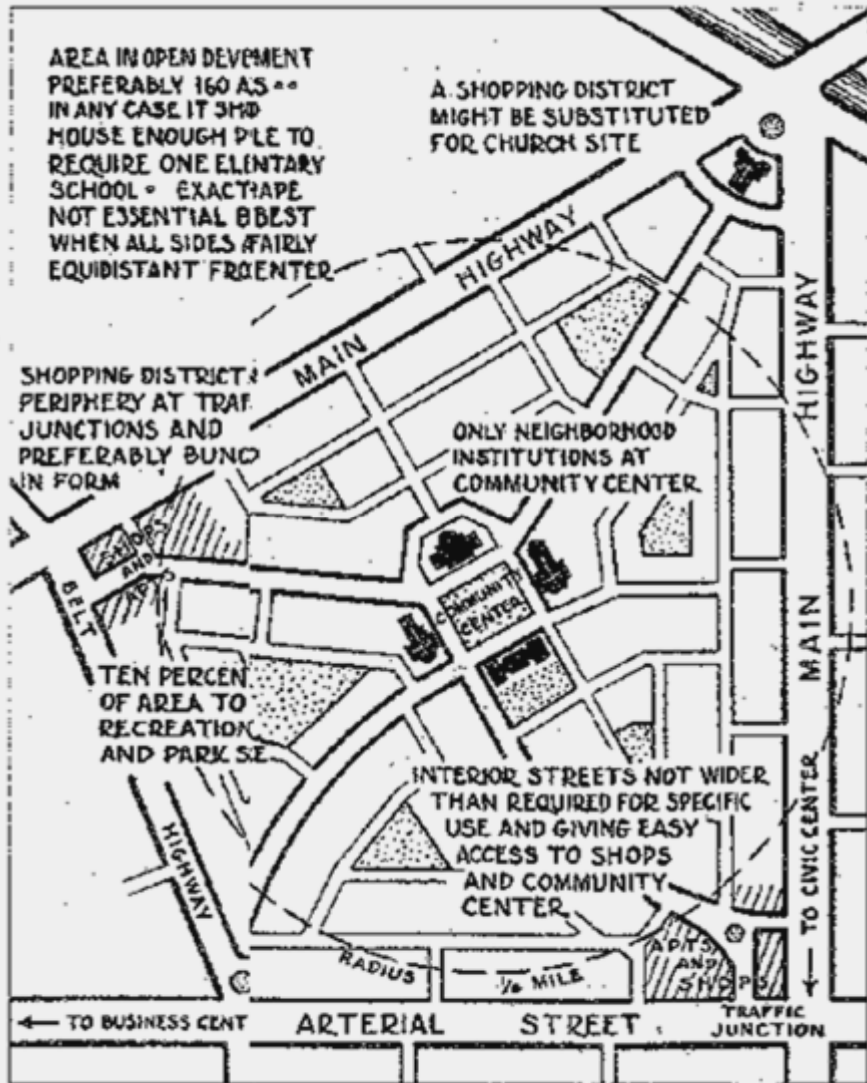 AREA IN OPEN DEVEMENT
PREFERABLY 160 A S
IN ANY CASE IT SHD
HOUSE ENOUGH PLE TO
REQUIRE ONE ELENTARY
SCHOOL • EXACTHAPE
NOT ESSENTIAL BBEST
WHEN ALL SIDES FAIRLY
EQUIDISTANT FROENTER
A SHOPPING DISTRICT
MIGHT BE SUBSTITUTED
FOR CHURCH SITE
MAIN HIGHWAY
SHOPPING DISTRICT
PERIPHERY AT TRAF
JUNCTIONS AND
PREFERABLY BUNC
IN FORM
ONLY NEIGHBORHOOD
INSTITUTIONS AT
COMMUNITY CENTER
SHOPS
AND
APTS
COMMUNITY
CENTER
TEN PERCEN
OF AREA TO
RECREATION
AND PARK SE
INTERIOR STREETS NOT WIDER
THAN REQUIRED FOR SPECIFIC
USE AND GIVING EASY
ACCESS TO SHOPS
AND COMMUNITY
CENTER
BELT HIGHWAY
MAIN HIGHWAY
TO CIVIC CENTER
RADIUS MILE
APTS
AND
SHOPS
TRAFFIC
JUNCTION
← TO BUSINESS CENT
ARTERIAL STREET